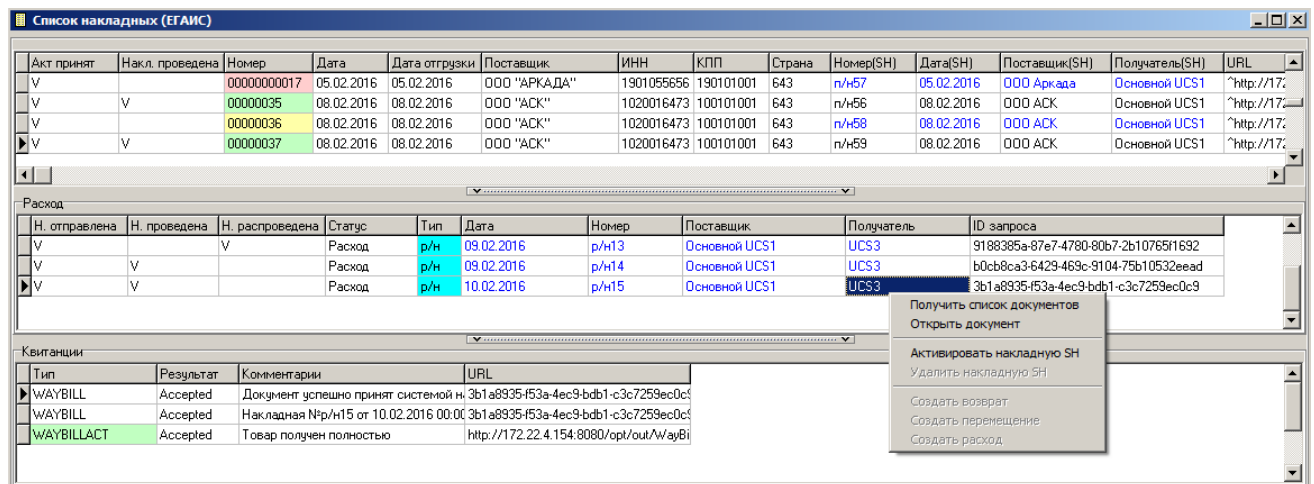 Список накладных (ЕГАИС)
Акт принят Накл. проведена Номер Дата Дата отгрузки Поставщик ИНН КПП Страна Номер(SH) Дата(SH) Поставщик(SH) Получатель(SH) URL
V 00000000017 05.02.2016 05.02.2016 ООО "АРКАДА" 1901055656 190101001 643 п/н57 05.02.2016 ООО Аркада Основной UCS1 ^http://172
V V 00000035 08.02.2016 08.02.2016 ООО "АСК" 1020016473 100101001 643 п/н56 08.02.2016 ООО АСК Основной UCS1 ^http://172
V 00000036 08.02.2016 08.02.2016 ООО "АСК" 1020016473 100101001 643 п/н58 08.02.2016 ООО АСК Основной UCS1 ^http://172
V V 00000037 08.02.2016 08.02.2016 ООО "АСК" 1020016473 100101001 643 п/н59 08.02.2016 ООО АСК Основной UCS1 ^http://172
Расход
Н. отправлена Н. проведена Н. распроведена Статус Тип Дата Номер Поставщик Получатель ID запроса
V V Расход р/н 09.02.2016 р/н13 Основной UCS1 UCS3 9188385a-87e7-4780-80b7-2b10765f1692
V V Расход р/н 09.02.2016 р/н14 Основной UCS1 UCS3 b0cb8ca3-6429-469c-9104-75b10532eead
V V Расход р/н 10.02.2016 р/н15 Основной UCS1 UCS3 3b1a8935-f53a-4ec9-bdb1-c3c7259ec0c9
Получить список документов
Открыть документ
Активировать накладную SH
Удалить накладную SH
Создать возврат
Создать перемещение
Создать расход
Квитанции
Тип Результат Комментарии URL
WAYBILL Accepted Документ успешно принят системой н 3b1a8935-f53a-4ec9-bdb1-c3c7259ec0c9
WAYBILL Accepted Накладная №р/н15 от 10.02.2016 00:00 3b1a8935-f53a-4ec9-bdb1-c3c7259ec0c9
WAYBILLACT Accepted Товар получен полностью http://172.22.4.154:8080/opt/out/WayBi